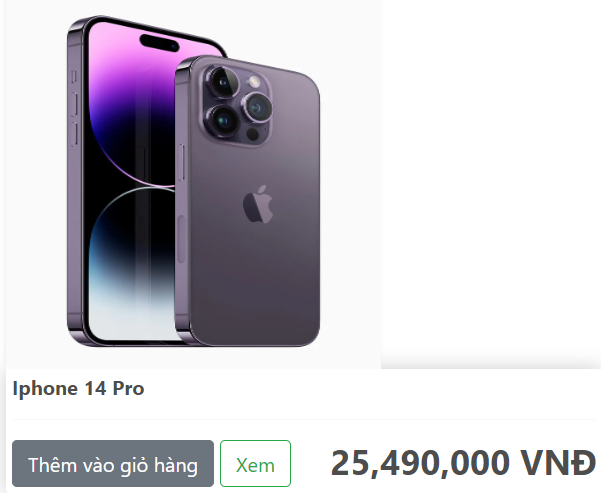 Iphone 14 Pro
Thêm vào giỏ hàng Xem 25,490,000 VNĐ